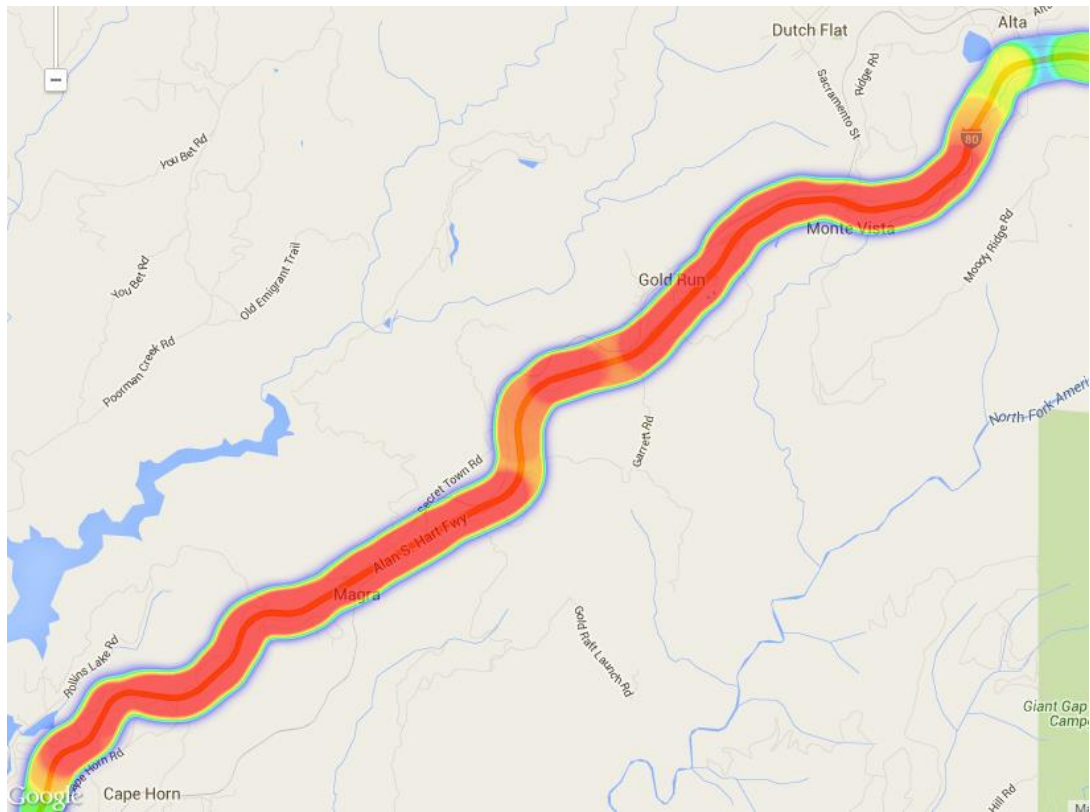 Alta
Dutch Flat
Ridge Rd
Sacramento St
80
You Bet Rd
Monte Vista
Moody Ridge Rd
You Bet Rd
Old Emigrant Trail
Gold Run
Poorman Creek Rd
North Fork Ameri
Garrett Rd
Secret Town Rd
Alan S Hart Fwy
Magra
Gold Raft Launch Rd
Rollins Lake Rd
Giant Gap
Camp
Cape Horn Rd
Google
Cape Horn
Hill Rd
Ma